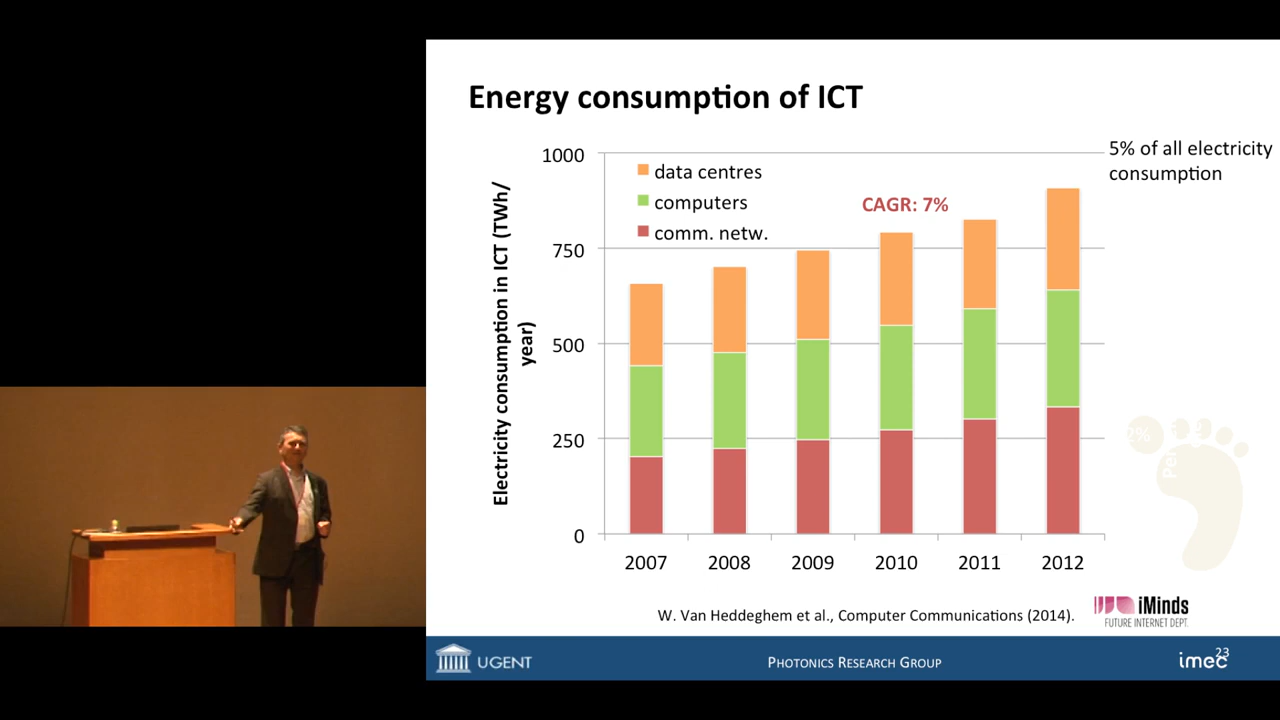 Energy consumption of ICT
5% of all electricity
consumption
Electricity consumption in ICT (TWh/
year)
1000
750
500
250
0
data centres
computers
comm. netw.
CAGR: 7%
2007 2008 2009 2010 2011 2012
2%
W. Van Heddeghem et al., Computer Communications (2014).
iMinds
FUTURE INTERNET DEPT.
UGENT
PHOTONICS RESEARCH GROUP
imec
23